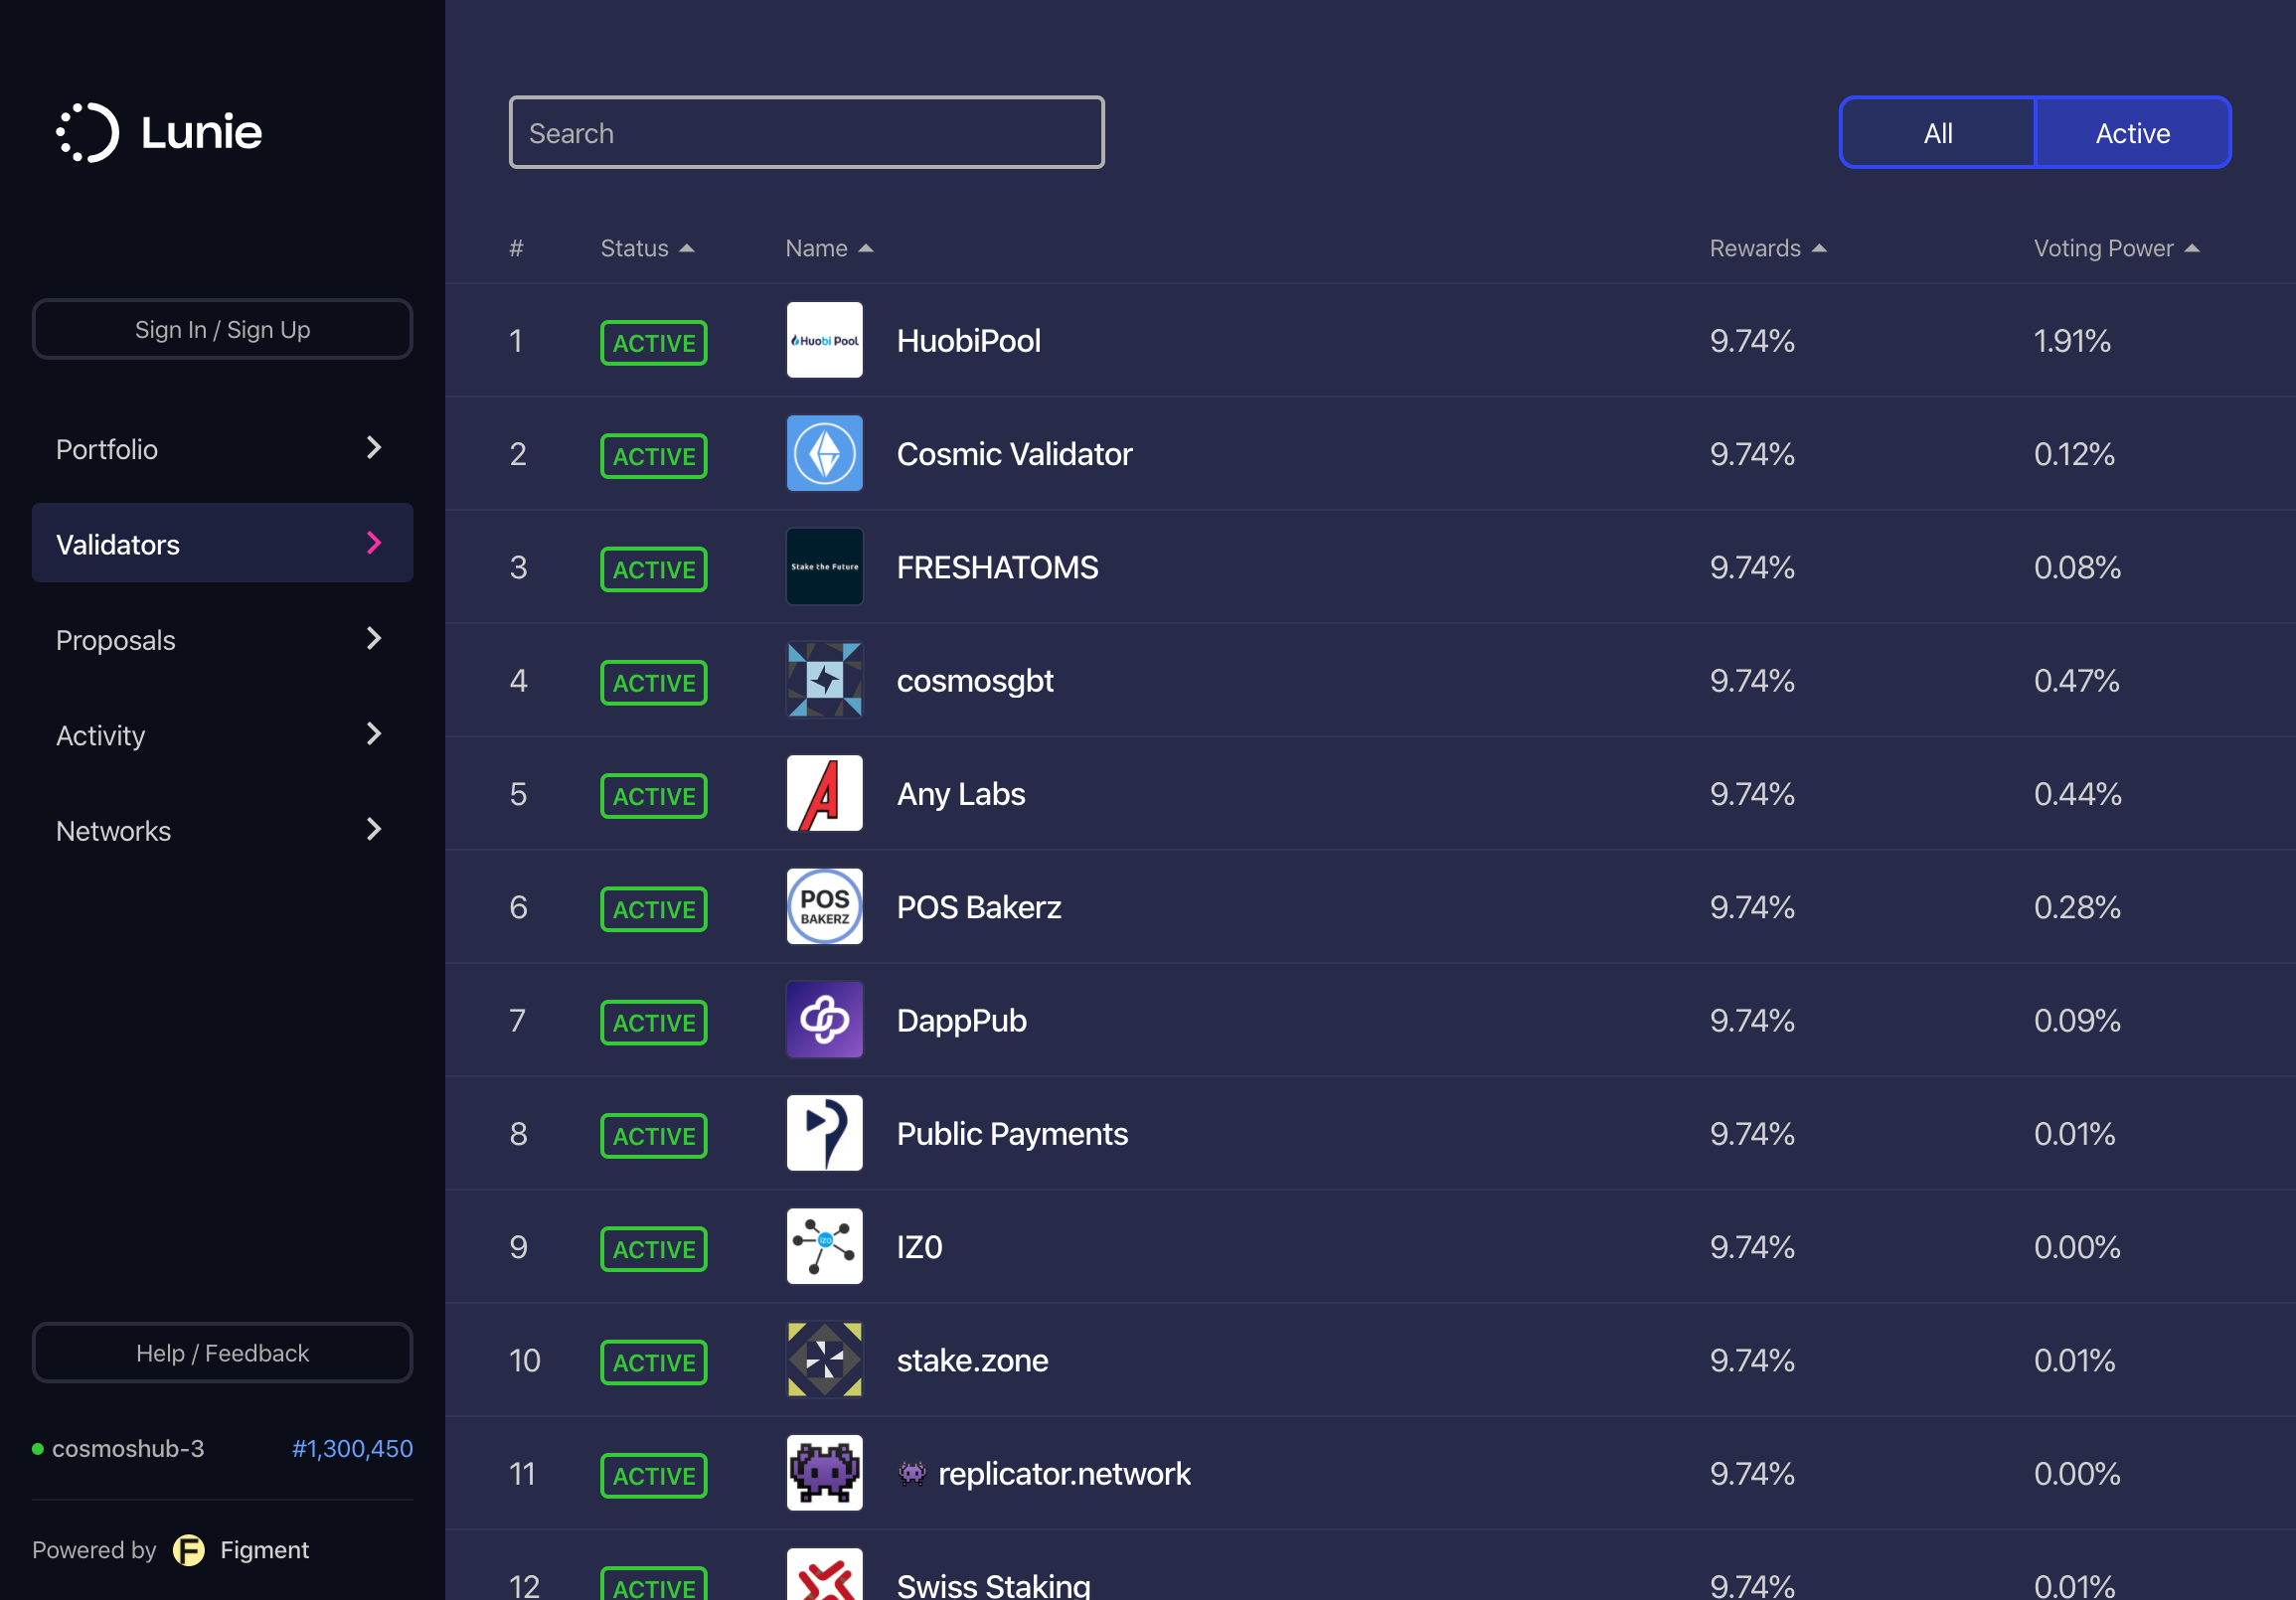 Lunie
Sign In / Sign Up
Portfolio
Validators
Proposals
Activity
Networks
Help / Feedback
cosmoshub-3 #1,300,450
Powered by F Figment
Search
All Active
# Status Name Rewards Voting Power
1 ACTIVE Huobi Pool HuobiPool 9.74% 1.91%
2 ACTIVE Cosmic Validator 9.74% 0.12%
3 ACTIVE Stake the Future FRESHATOMS 9.74% 0.08%
4 ACTIVE cosmosgbt 9.74% 0.47%
5 ACTIVE A Any Labs 9.74% 0.44%
6 ACTIVE POS BAKERZ POS Bakerz 9.74% 0.28%
7 ACTIVE DappPub 9.74% 0.09%
8 ACTIVE Public Payments 9.74% 0.01%
9 ACTIVE IZO IZ0 9.74% 0.00%
10 ACTIVE stake.zone 9.74% 0.01%
11 ACTIVE 👾 replicator.network 9.74% 0.00%
12 ACTIVE Swiss Staking 9.74% 0.01%